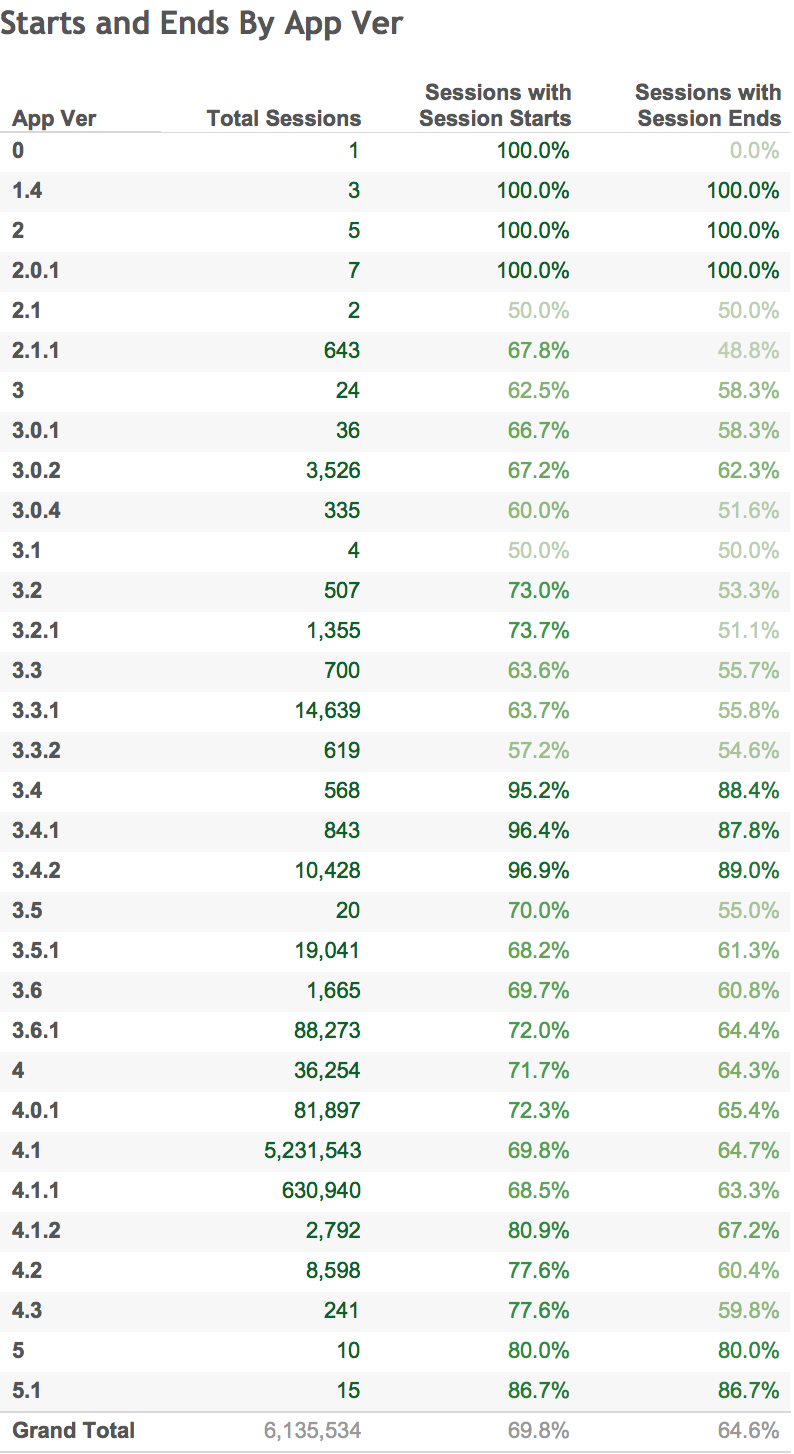 Starts and Ends By App Ver
Sessions with Sessions with
App Ver Total Sessions Session Starts Session Ends
0 1 100.0% 0.0%
1.4 3 100.0% 100.0%
2 5 100.0% 100.0%
2.0.1 7 100.0% 100.0%
2.1 2 50.0% 50.0%
2.1.1 643 67.8% 48.8%
3 24 62.5% 58.3%
3.0.1 36 66.7% 58.3%
3.0.2 3,526 67.2% 62.3%
3.0.4 335 60.0% 51.6%
3.1 4 50.0% 50.0%
3.2 507 73.0% 53.3%
3.2.1 1,355 73.7% 51.1%
3.3 700 63.6% 55.7%
3.3.1 14,639 63.7% 55.8%
3.3.2 619 57.2% 54.6%
3.4 568 95.2% 88.4%
3.4.1 843 96.4% 87.8%
3.4.2 10,428 96.9% 89.0%
3.5 20 70.0% 55.0%
3.5.1 19,041 68.2% 61.3%
3.6 1,665 69.7% 60.8%
3.6.1 88,273 72.0% 64.4%
4 36,254 71.7% 64.3%
4.0.1 81,897 72.3% 65.4%
4.1 5,231,543 69.8% 64.7%
4.1.1 630,940 68.5% 63.3%
4.1.2 2,792 80.9% 67.2%
4.2 8,598 77.6% 60.4%
4.3 241 77.6% 59.8%
5 10 80.0% 80.0%
5.1 15 86.7% 86.7%
Grand Total 6,135,534 69.8% 64.6%